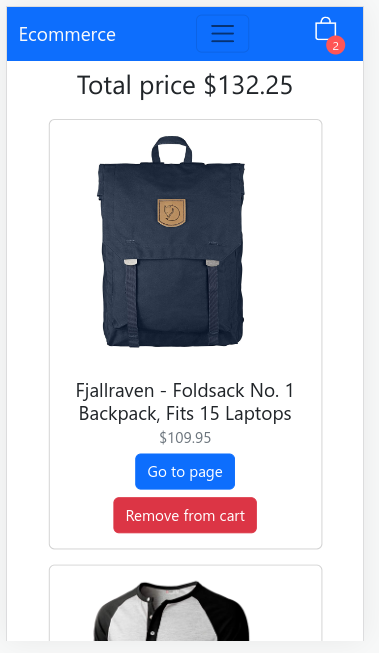 Ecommerce
2
Total price $132.25
Fjallraven - Foldsack No. 1
Backpack, Fits 15 Laptops
$109.95
Go to page
Remove from cart